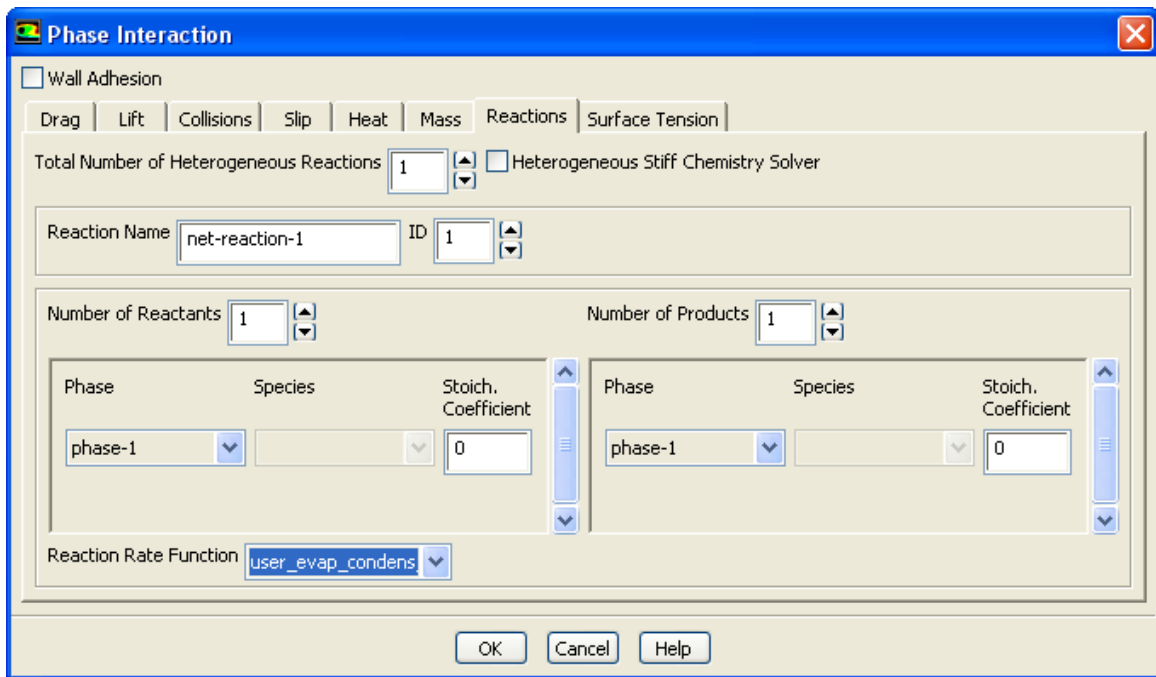 Phase Interaction
Wall Adhesion
Drag Lift Collisions Slip Heat Mass Reactions Surface Tension
Total Number of Heterogeneous Reactions 1 Heterogeneous Stiff Chemistry Solver
Reaction Name net-reaction-1 ID 1
Number of Reactants 1 Number of Products 1
Phase Species Stoich. Coefficient Phase Species Stoich. Coefficient
phase-1 0 phase-1 0
Reaction Rate Function user_evap_condens
OK Cancel Help